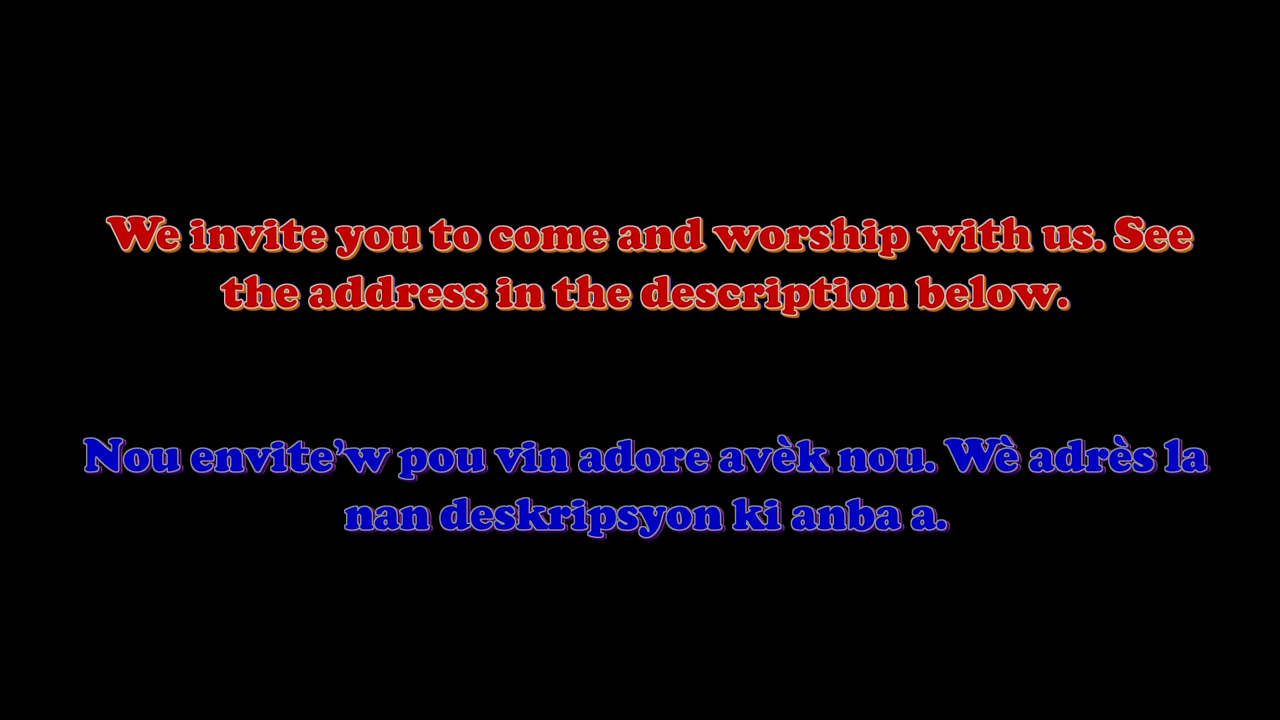 We invite you to come and worship with us. See
the address in the description below.
Nou envite’w pou vin adore avèk nou. Wè adrès la
nan deskripsyon ki anba a.